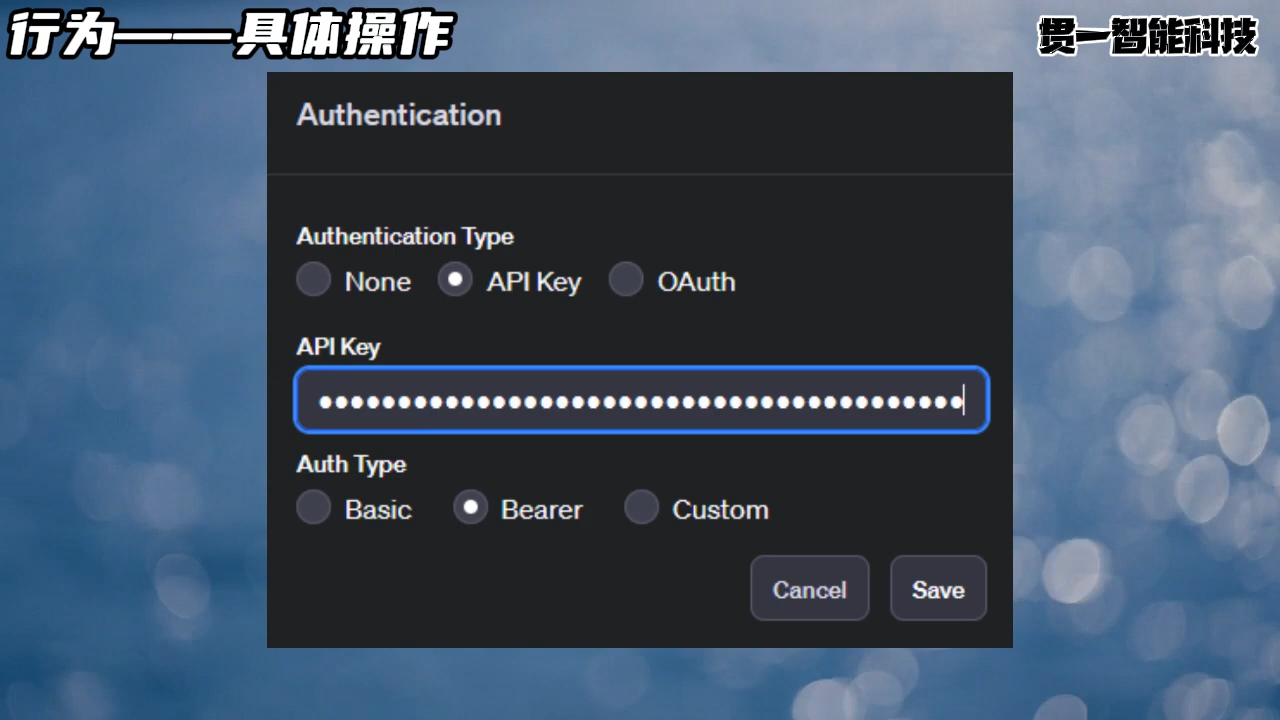 行为——具体操作
贯一智能科技
Authentication
Authentication Type
None API Key OAuth
API Key
●●●●●●●●●●●●●●●●●●●●●●●●●●●●●●●●●●●●●●●●●
Auth Type
Basic Bearer Custom
Cancel Save